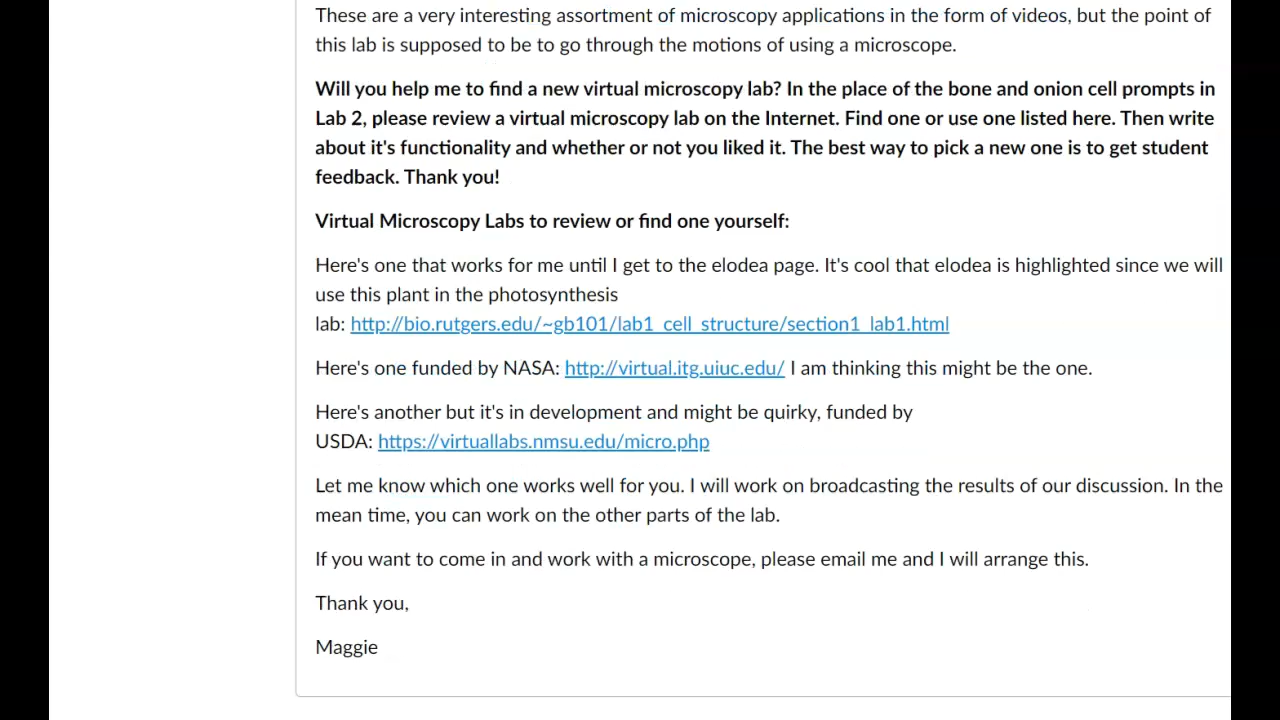 These are a very interesting assortment of microscopy applications in the form of videos, but the point of
this lab is supposed to be to go through the motions of using a microscope.
Will you help me to find a new virtual microscopy lab? In the place of the bone and onion cell prompts in
Lab 2, please review a virtual microscopy lab on the Internet. Find one or use one listed here. Then write
about it's functionality and whether or not you liked it. The best way to pick a new one is to get student
feedback. Thank you!
Virtual Microscopy Labs to review or find one yourself:
Here's one that works for me until I get to the elodea page. It's cool that elodea is highlighted since we will
use this plant in the photosynthesis
lab: http://bio.rutgers.edu/~gb101/lab1_cell_structure/section1_lab1.html
Here's one funded by NASA: http://virtual.itg.uiuc.edu/ I am thinking this might be the one.
Here's another but it's in development and might be quirky, funded by
USDA: https://virtuallabs.nmsu.edu/micro.php
Let me know which one works well for you. I will work on broadcasting the results of our discussion. In the
mean time, you can work on the other parts of the lab.
If you want to come in and work with a microscope, please email me and I will arrange this.
Thank you,
Maggie